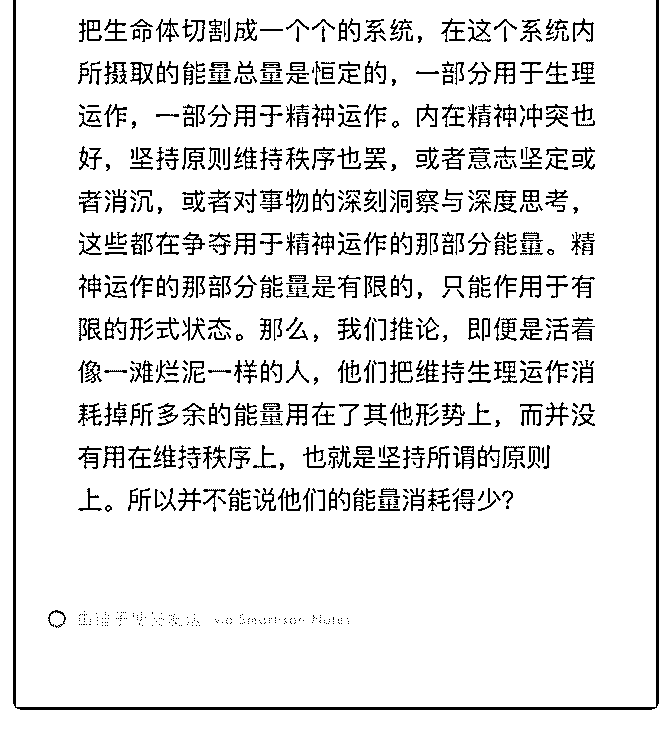 把生命体切割成一个个的系统，在这个系统内
所摄取的能量总量是恒定的，一部分用于生理
运作，一部分用于精神运作。内在精神冲突也
好，坚持原则维持秩序也罢，或者意志坚定或
者消沉，或者对事物的深刻洞察与深度思考，
这些都在争夺用于精神运作的那部分能量。精
神运作的那部分能量是有限的，只能作用于有
限的形式状态。那么，我们推论，即便是活着
像一滩烂泥一样的人，他们把维持生理运作消
耗掉所多余的能量用在了其他形势上，而并没
有用在维持秩序上，也就是坚持所谓的原则
上。所以并不能说他们的能量消耗得少？
via Smartisan Notes